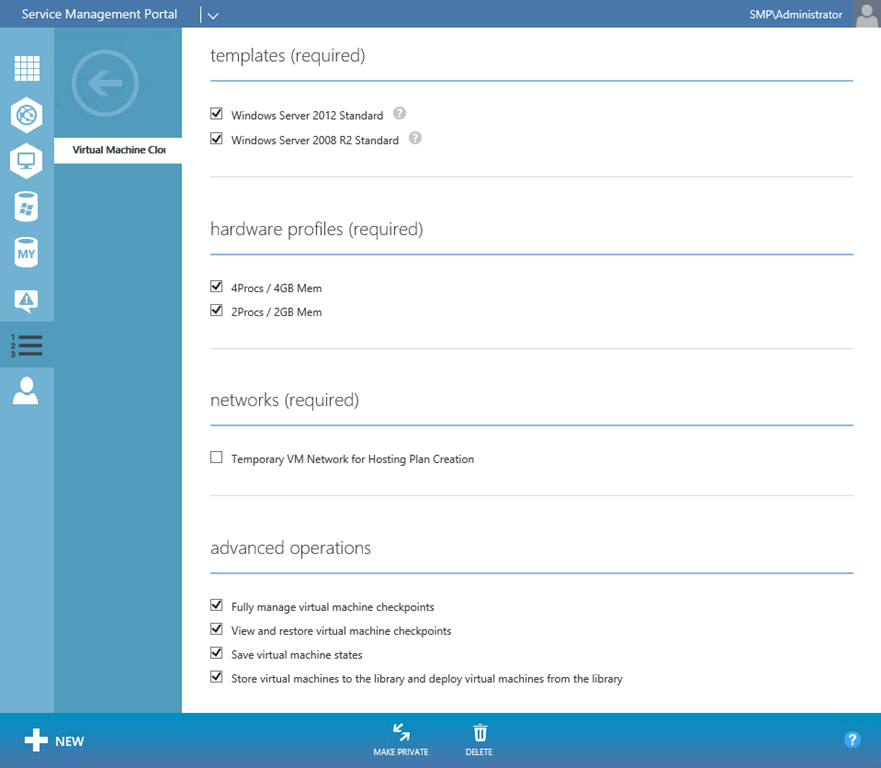 Service Management Portal
SMP\Administrator
Virtual Machine Clou
templates (required)
Windows Server 2012 Standard ?
Windows Server 2008 R2 Standard ?
hardware profiles (required)
4Procs / 4GB Mem
2Procs / 2GB Mem
MY
1
2
3
networks (required)
Temporary VM Network for Hosting Plan Creation
advanced operations
Fully manage virtual machine checkpoints
View and restore virtual machine checkpoints
Save virtual machine states
Store virtual machines to the library and deploy virtual machines from the library
NEW
MAKE PRIVATE
DELETE
?